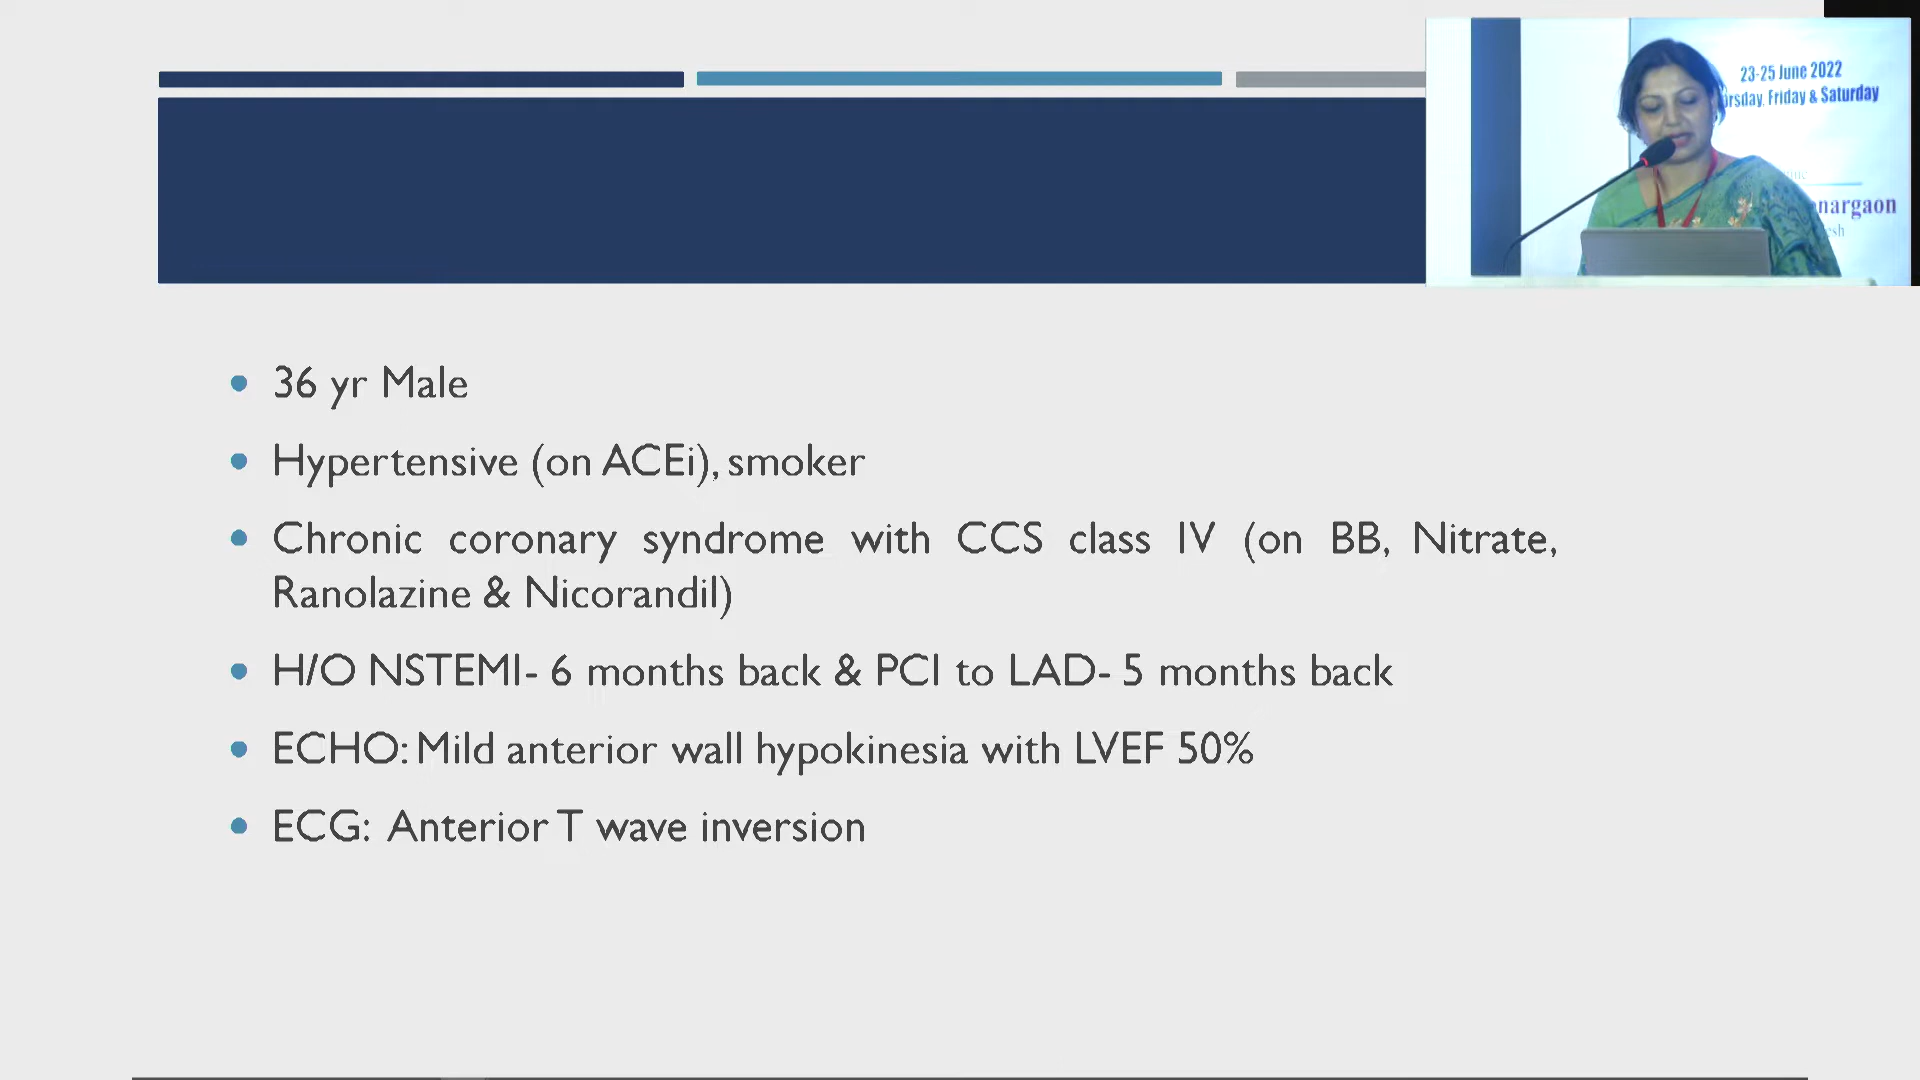 23-25 June 2022
Friday & Saturday
36 yr Male
Hypertensive (on ACEi), smoker
Chronic coronary syndrome with CCS class IV (on BB, Nitrate,
Ranolazine & Nicorandil)
H/O NSTEMI- 6 months back & PCI to LAD- 5 months back
ECHO: Mild anterior wall hypokinesia with LVEF 50%
ECG: Anterior T wave inversion